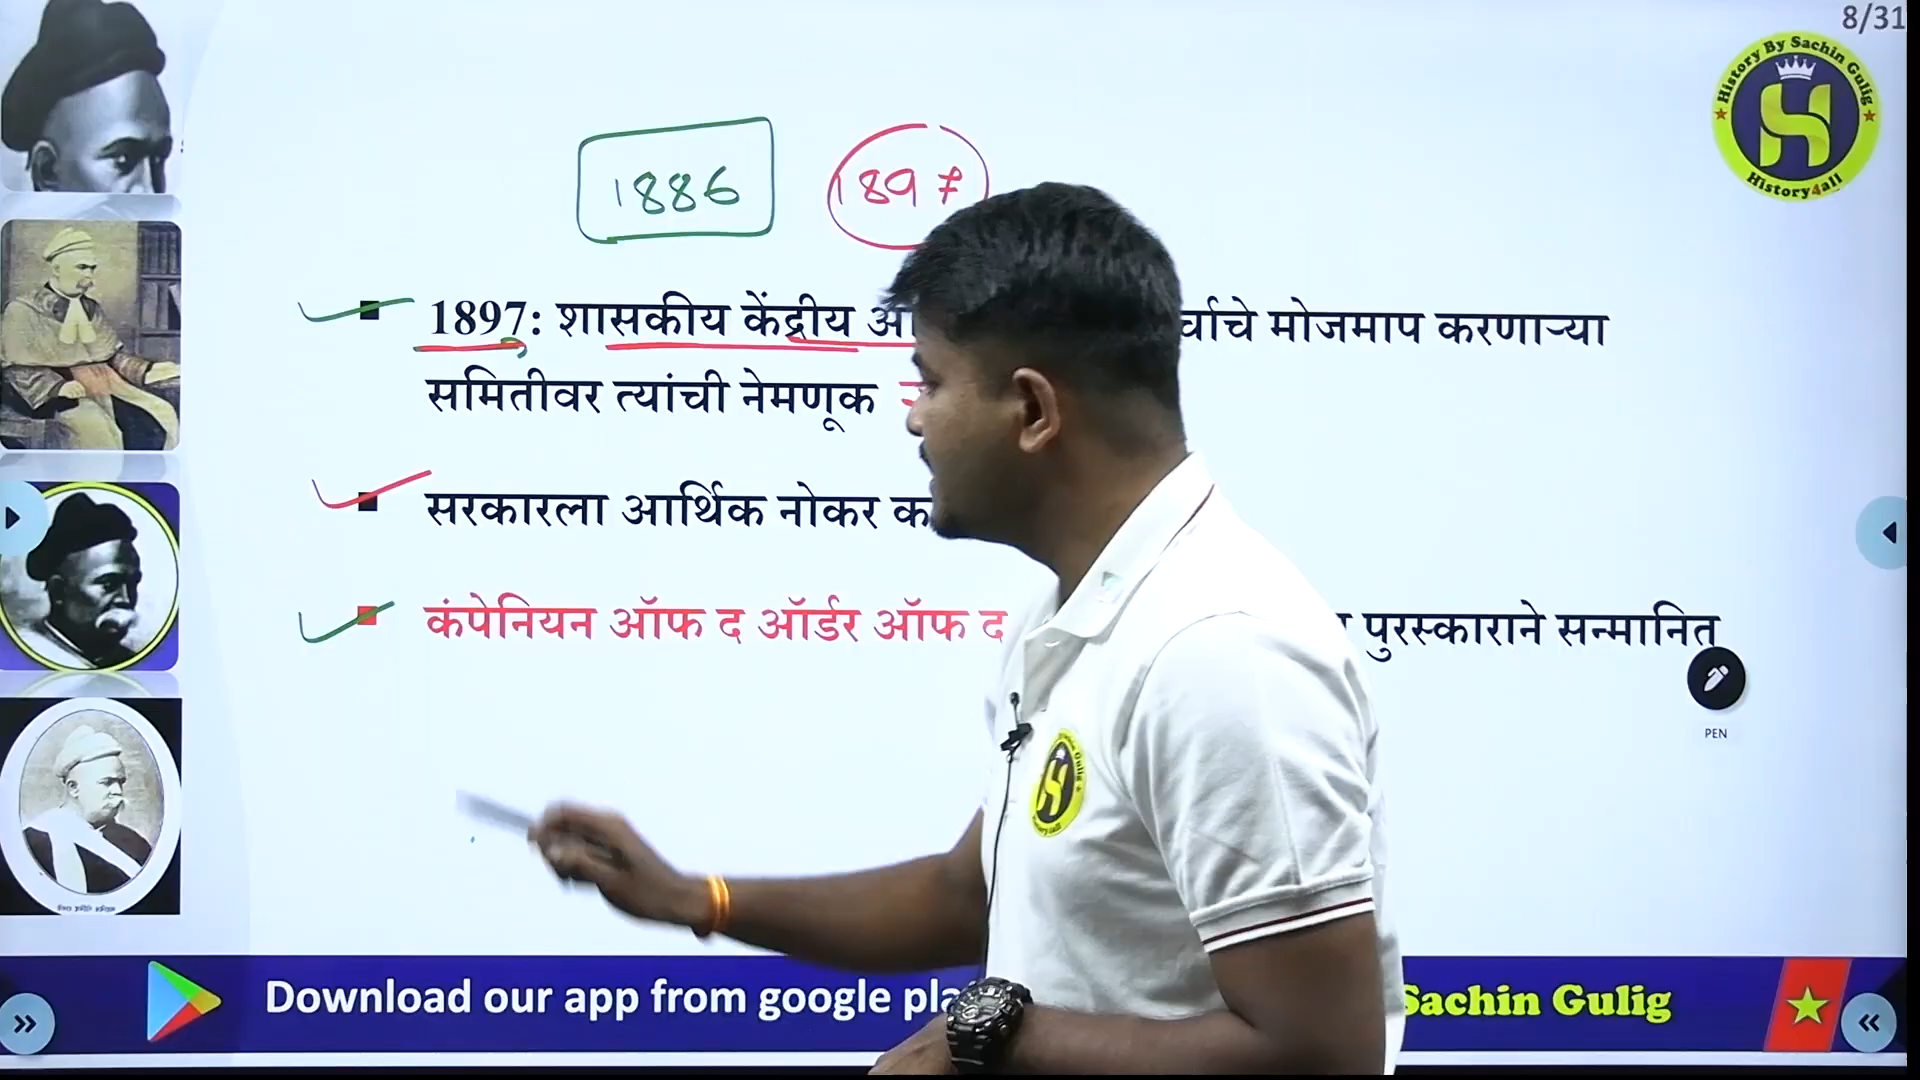 8/31
History By Sachin Gulig
History4all
1886
1897
1897: शासकीय केंद्रीय मोजमाप करणाऱ्या
समितीवर त्यांची नेमणूक
सरकारला आर्थिक नोकर
कंपेनियन ऑफ द ऑर्डर ऑफ द पुरस्काराने सन्मानित
PEN
Download our app from google
Sachin Gulig